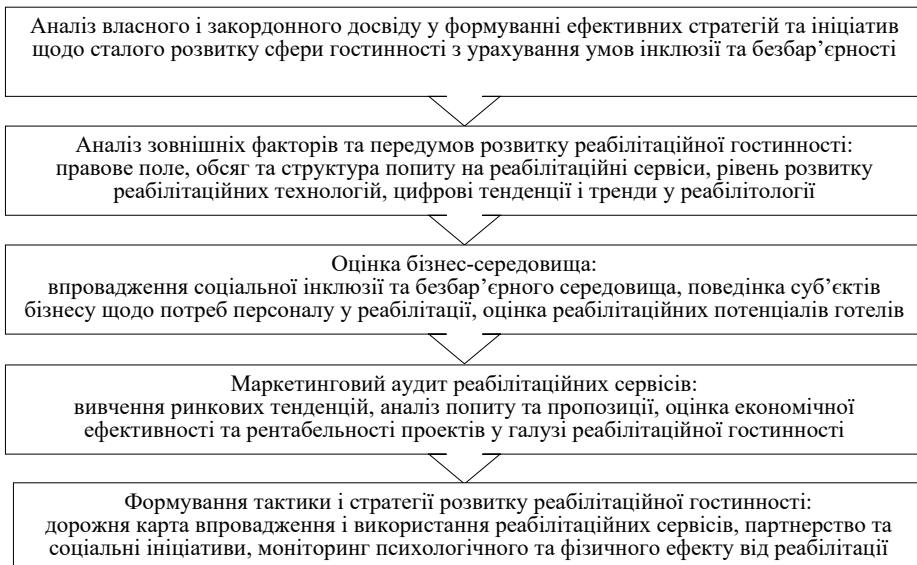 Аналіз власного і закордонного досвіду у формуванні ефективних стратегій та ініціатив
щодо сталого розвитку сфери гостинності з урахування умов інклюзії та безбар’єрності
Аналіз зовнішніх факторів та передумов розвитку реабілітаційної гостинності:
правове поле, обсяг та структура попиту на реабілітаційні сервіси, рівень розвитку
реабілітаційних технологій, цифрові тенденції і тренди у реабілітології
Оцінка бізнес-середовища:
впровадження соціальної інклюзії та безбар’єрного середовища, поведінка суб’єктів
бізнесу щодо потреб персоналу у реабілітації, оцінка реабілітаційних потенціалів готелів
Маркетинговий аудит реабілітаційних сервісів:
вивчення ринкових тенденцій, аналіз попиту та пропозиції, оцінка економічної
ефективності та рентабельності проектів у галузі реабілітаційної гостинності
Формування тактики і стратегії розвитку реабілітаційної гостинності:
дорожня карта впровадження і використання реабілітаційних сервісів, партнерство та
соціальні ініціативи, моніторинг психологічного та фізичного ефекту від реабілітації